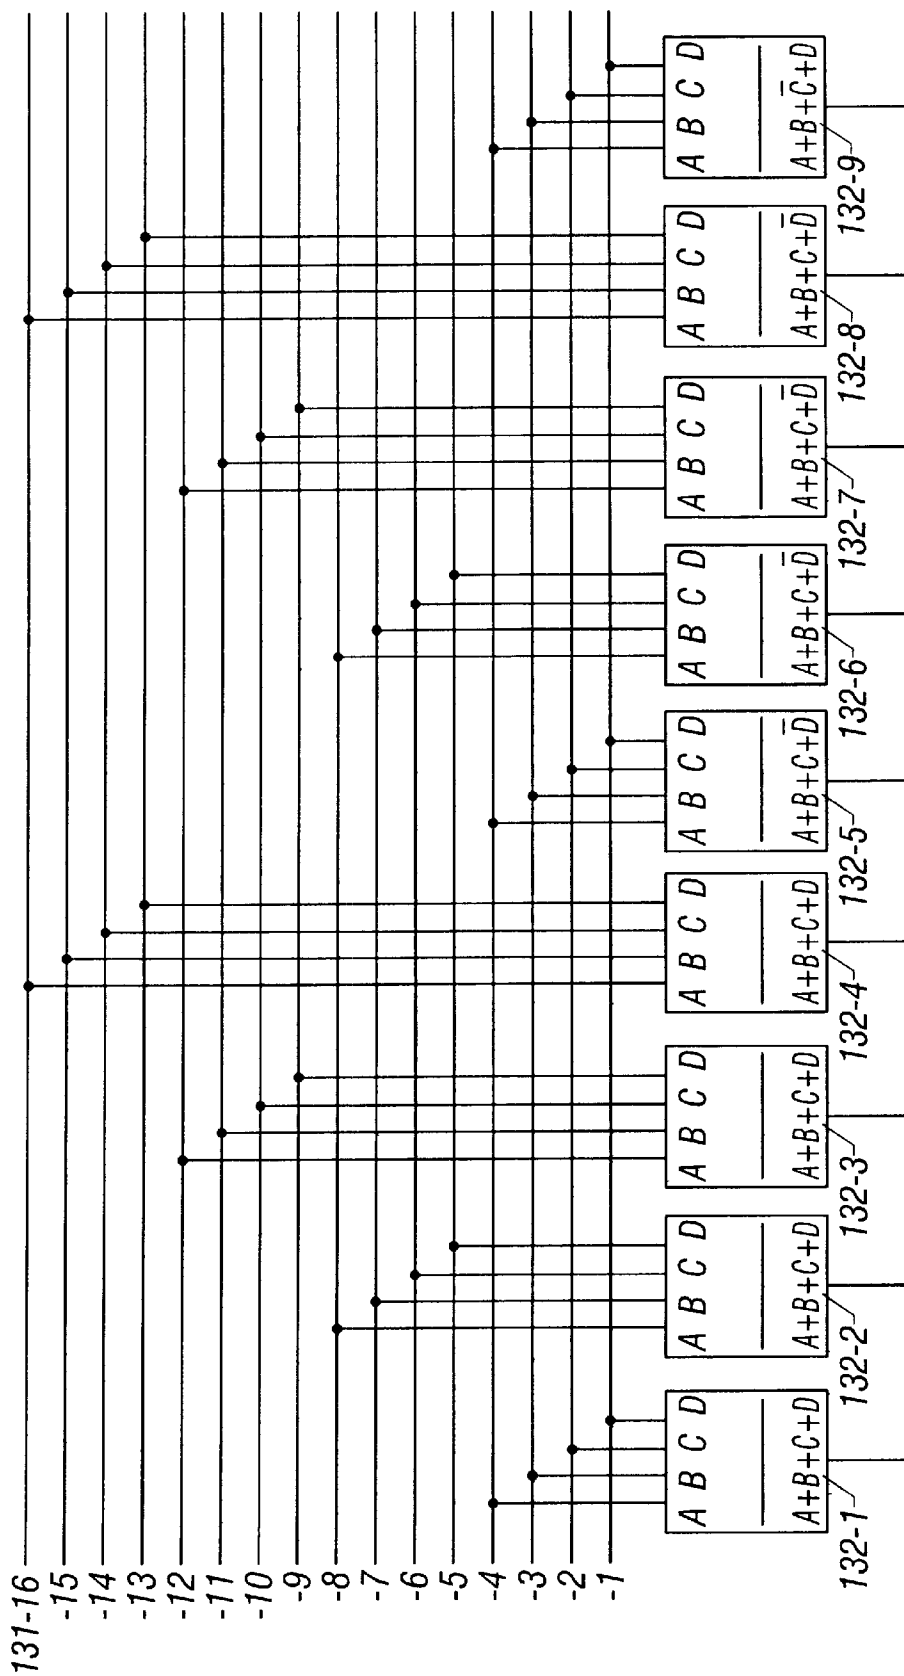 131-16
-15
-14
-13
-12
-11
-10
-9
-8
-7
-6
-5
-4
-3
-2
-1
A B C D
A+B+C+D
132-1
A B C D
A+B+C+D
132-2
A B C D
A+B+C+D
132-3
A B C D
A+B+C+D
132-4
A B C D
A+B+C+D̄
132-5
A B C D
A+B+C+D̄
132-6
A B C D
A+B+C+D̄
132-7
A B C D
A+B+C+D̄
132-8
A B C D
A+B+C̄+D
132-9